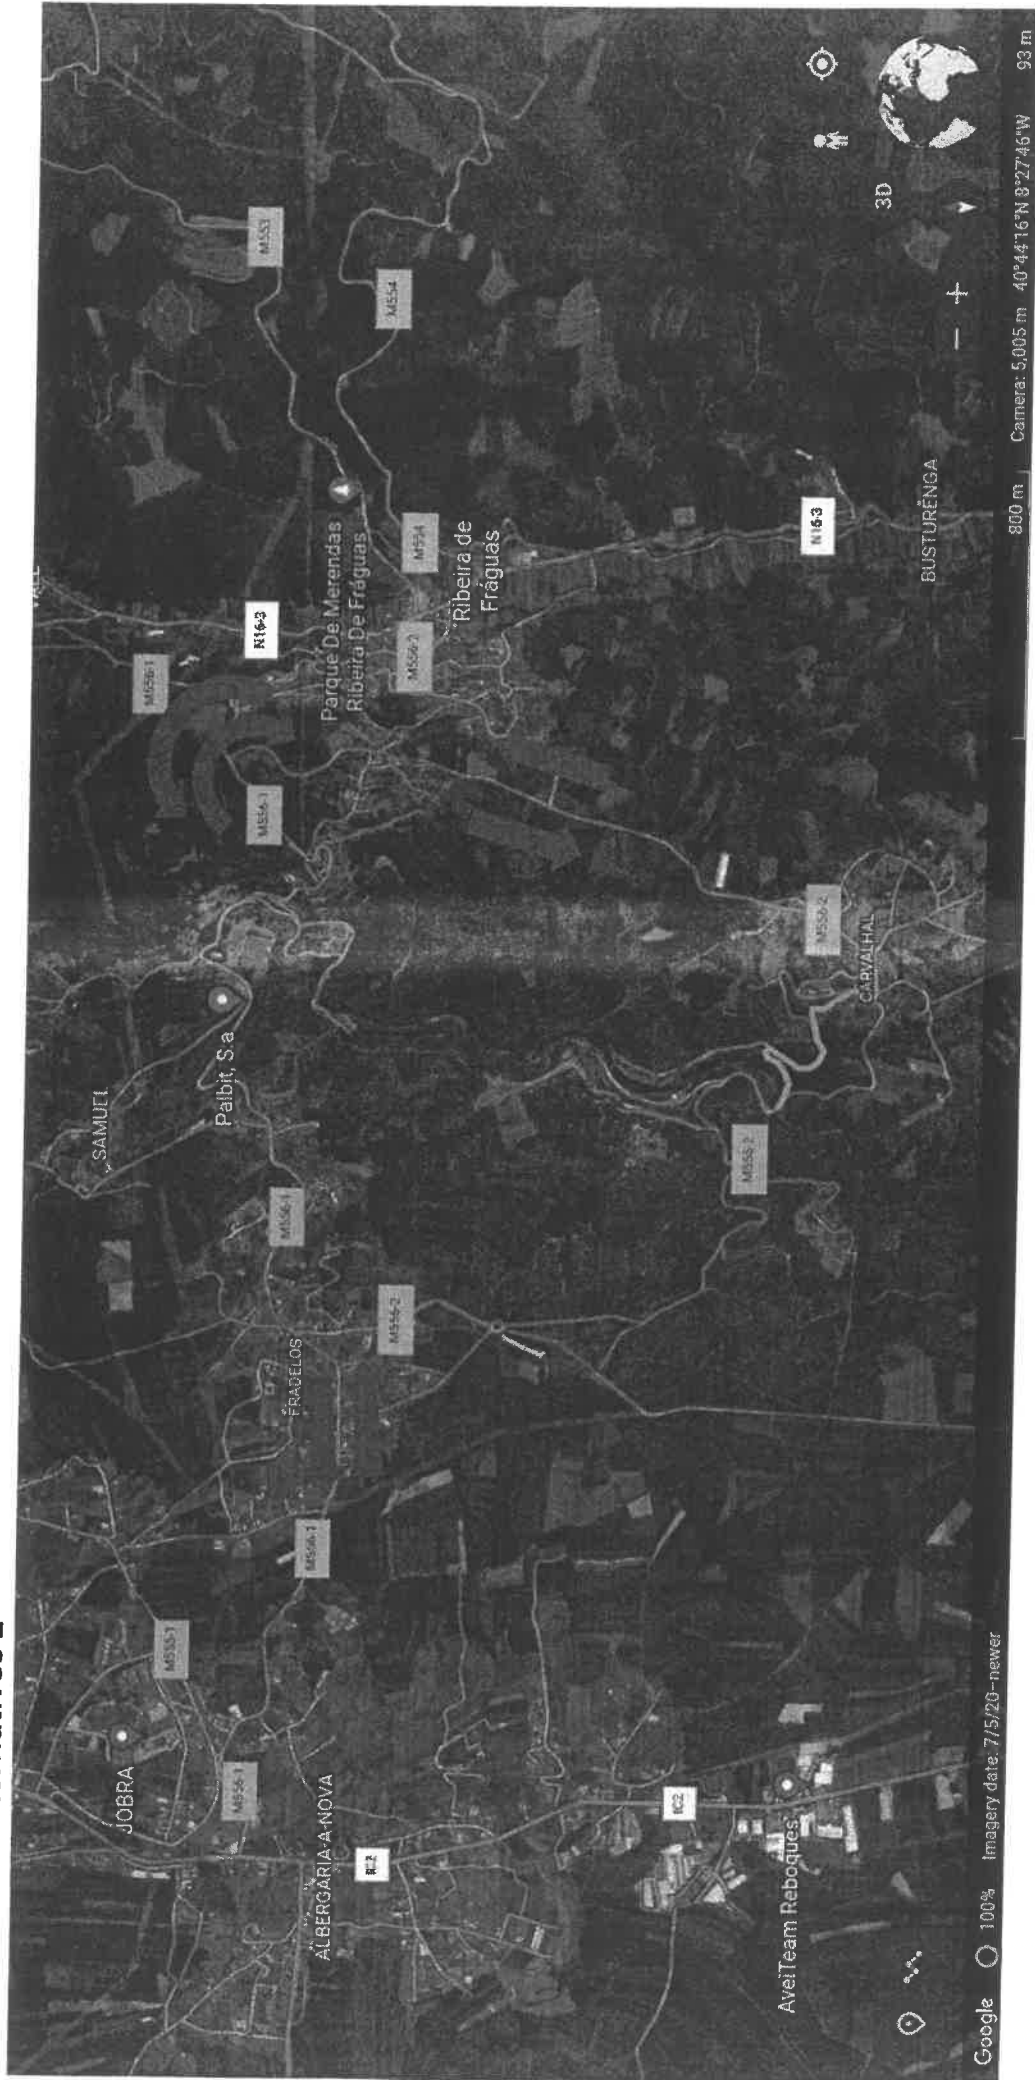 SAMUEL
JOBRA
M556-1
M555-1
Palbit, S.a
M556-1
M556-1
N16-3
M553
M556-1
FRADELOS
M556-1
ALBERGARIA-A-NOVA
Parque De Merendas
Ribeira De Fráguas
M555-2
M554
M556-2
M554
Ribeira de
Fráguas
IC2
M555-2
AveiTeam Reboques
M556-2
N16-3
CARVALHAL
3D
BUSTURENGA
Google 100% Imagery date: 7/5/20-newer 800 m Camera: 5,005 m 40°44'16"N 8°27'46"W 93 m